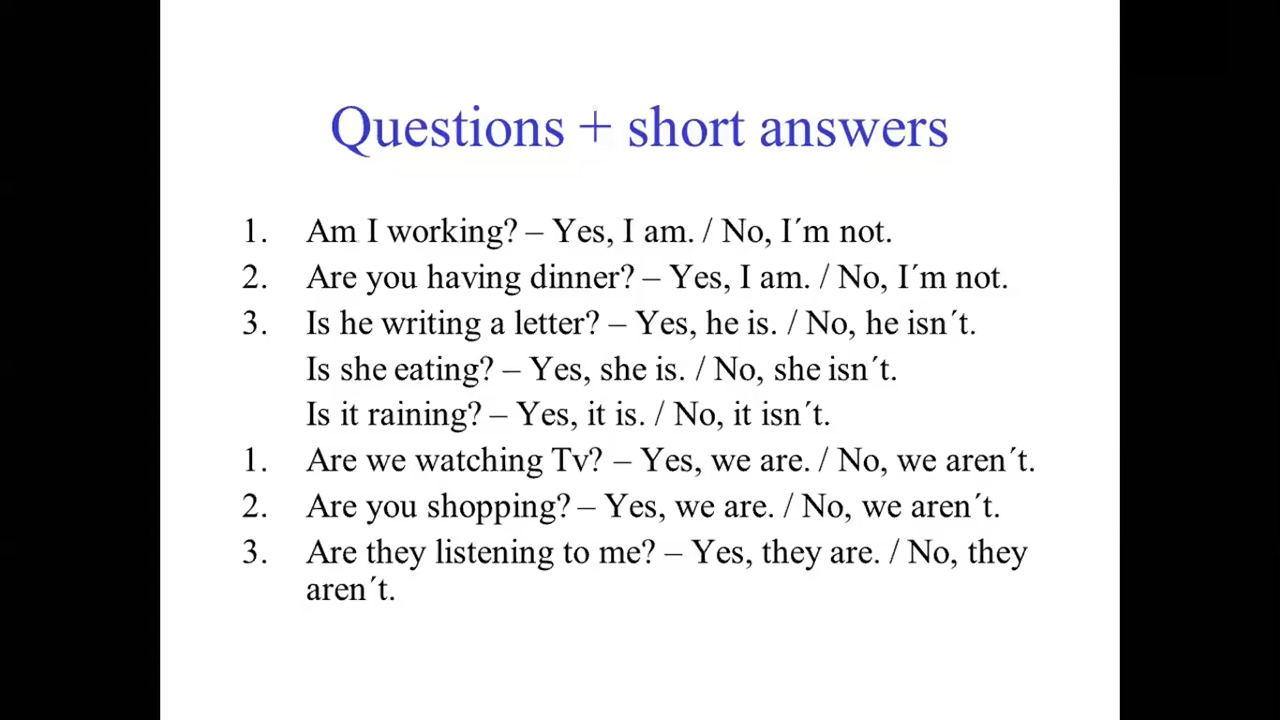 Questions + short answers
1. Am I working? – Yes, I am. / No, I´m not.
2. Are you having dinner? – Yes, I am. / No, I´m not.
3. Is he writing a letter? – Yes, he is. / No, he isn´t.
Is she eating? – Yes, she is. / No, she isn´t.
Is it raining? – Yes, it is. / No, it isn´t.
1. Are we watching Tv? – Yes, we are. / No, we aren´t.
2. Are you shopping? – Yes, we are. / No, we aren´t.
3. Are they listening to me? – Yes, they are. / No, they
aren´t.